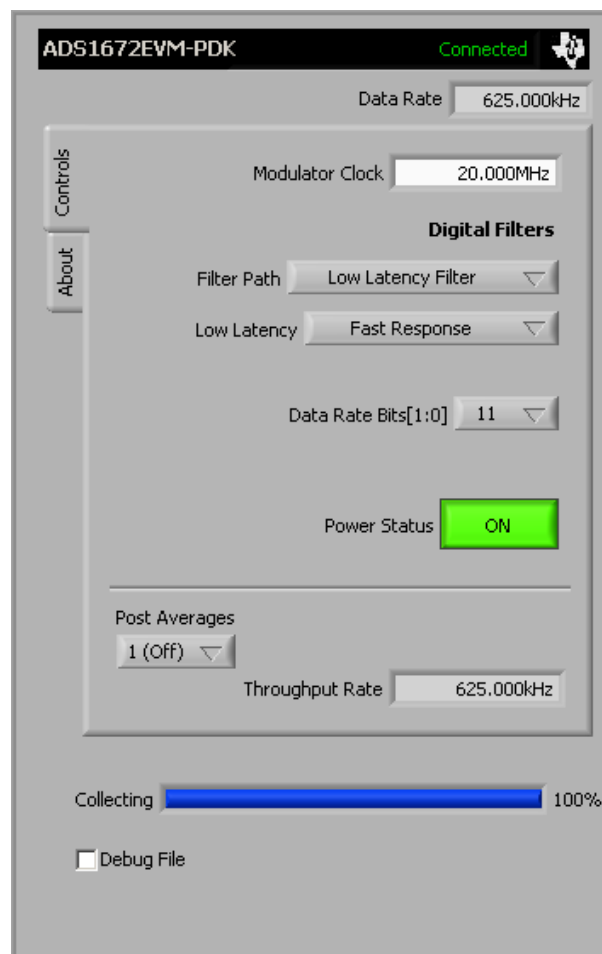 ADS1672EVM-PDK Connected
Data Rate 625.000kHz
Controls
About
Modulator Clock 20.000MHz
Digital Filters
Filter Path Low Latency Filter
Low Latency Fast Response
Data Rate Bits[1:0] 11
Power Status ON
Post Averages
1 (Off)
Throughput Rate 625.000kHz
Collecting 100%
Debug File